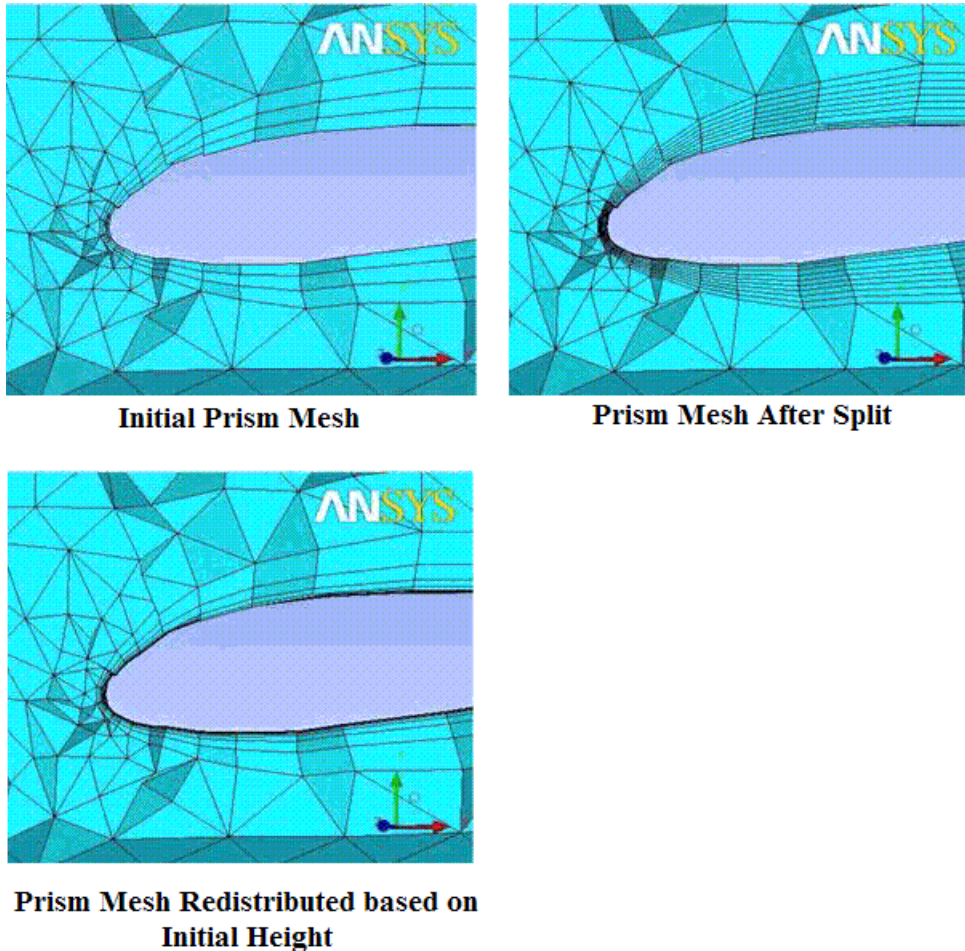 ANSYS
ANSYS
Initial Prism Mesh
Prism Mesh After Split
ANSYS
Prism Mesh Redistributed based on
Initial Height